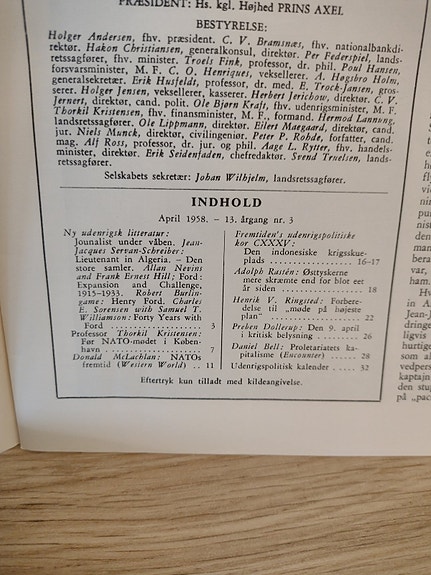 PRÆSIDENT: Hs. kgl. Højhed PRINS AXEL
BESTYRELSE:
Holger Andersen, fhv. præsident. C. V. Bramsnæs, fhv. nationalbankdi-
rektør. Hakon Christiansen, generalkonsul, direktør. Per Federspiel, lands-
retssagfører, fhv. minister. Troels Fink, professor, dr. phil. Poul Hansen,
forsvarsminister, M. F. C. O. Henriques, vekselerer. A. Høgsbro Holm,
generalsekretær. Erik Husfeldt, professor, dr. med. E. Trock-Jansen, gros-
serer. Holger Jensen, vekselerer, kasserer. Herbert Jerichow, direktør. C. V.
Jernert, direktør, cand. polit. Ole Bjørn Kraft, fhv. udenrigsminister, M. F.
Thorkil Kristensen, fhv. finansminister, M. F., formand. Hermod Lannung,
landsretssagfører. Ole Lippmann, direktør. Eilert Maegaard, direktør, cand.
jur. Niels Munck, direktør, civilingeniør. Peter P. Rohde, forfatter, cand.
mag. Alf Ross, professor, dr. jur. og phil. Aage L. Rytter, fhv. handels-
minister, direktør. Erik Seidenfaden, chefredaktør. Svend Truelsen, lands-
retssagfører.
Selskabets sekretær: Johan Wilhjelm, landsretssagfører.
INDHOLD
April 1958. – 13. årgang nr. 3
Ny udenrigsk litteratur:
Jounalist under våben. Jean-
Jacques Servan-Schreiber:
Lieutenant in Algeria. – Den
store samler. Allan Nevins
and Frank Ernest Hill; Ford:
Expansion and Challenge,
1915–1933. Robert Burlin-
game: Henry Ford. Charles
E. Sorensen with Samuel T.
Williamson: Forty Years with
Ford . . . . . . . . . 3
Professor Thorkil Kristensen:
Før NATO-mødet i Køben-
havn . . . . . . . . . 7
Donald McLachlan: NATOs
fremtid (Western World) . . 11
Fremtiden's udenrigspolitiske
kor CXXXV:
Den indonesiske krigsskue-
plads . . . . . . . 16–17
Adolph Rastén: Østtyskerne
mere skræmte end for blot eet
år siden . . . . . . . 18
Henrik V. Ringsted: Forbere-
delse til „møde på højeste
plan” . . . . . . . . 22
Preben Dollerup: Den 9. april
i kritisk belysning . . . . 26
Daniel Bell: Proletariatets ka-
pitalisme (Encounter) . . . 28
Udenrigspolitisk kalender . . . 32
Eftertryk kun tilladt med kildeangivelse.